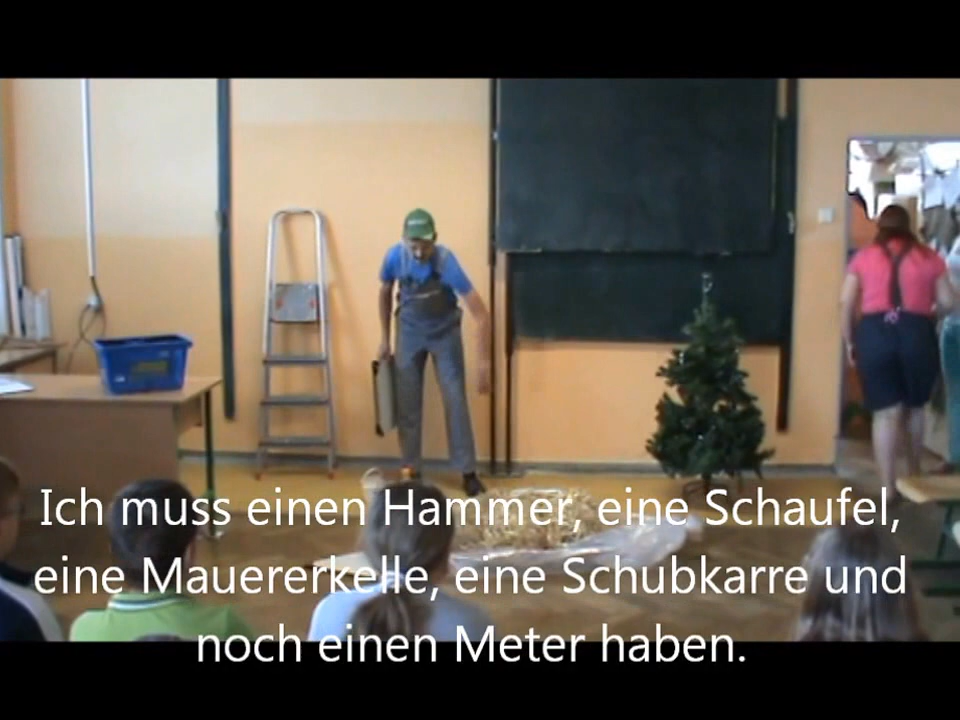 Ich muss einen Hammer, eine Schaufel,
eine Mauererkelle, eine Schubkarre und
noch einen Meter haben.